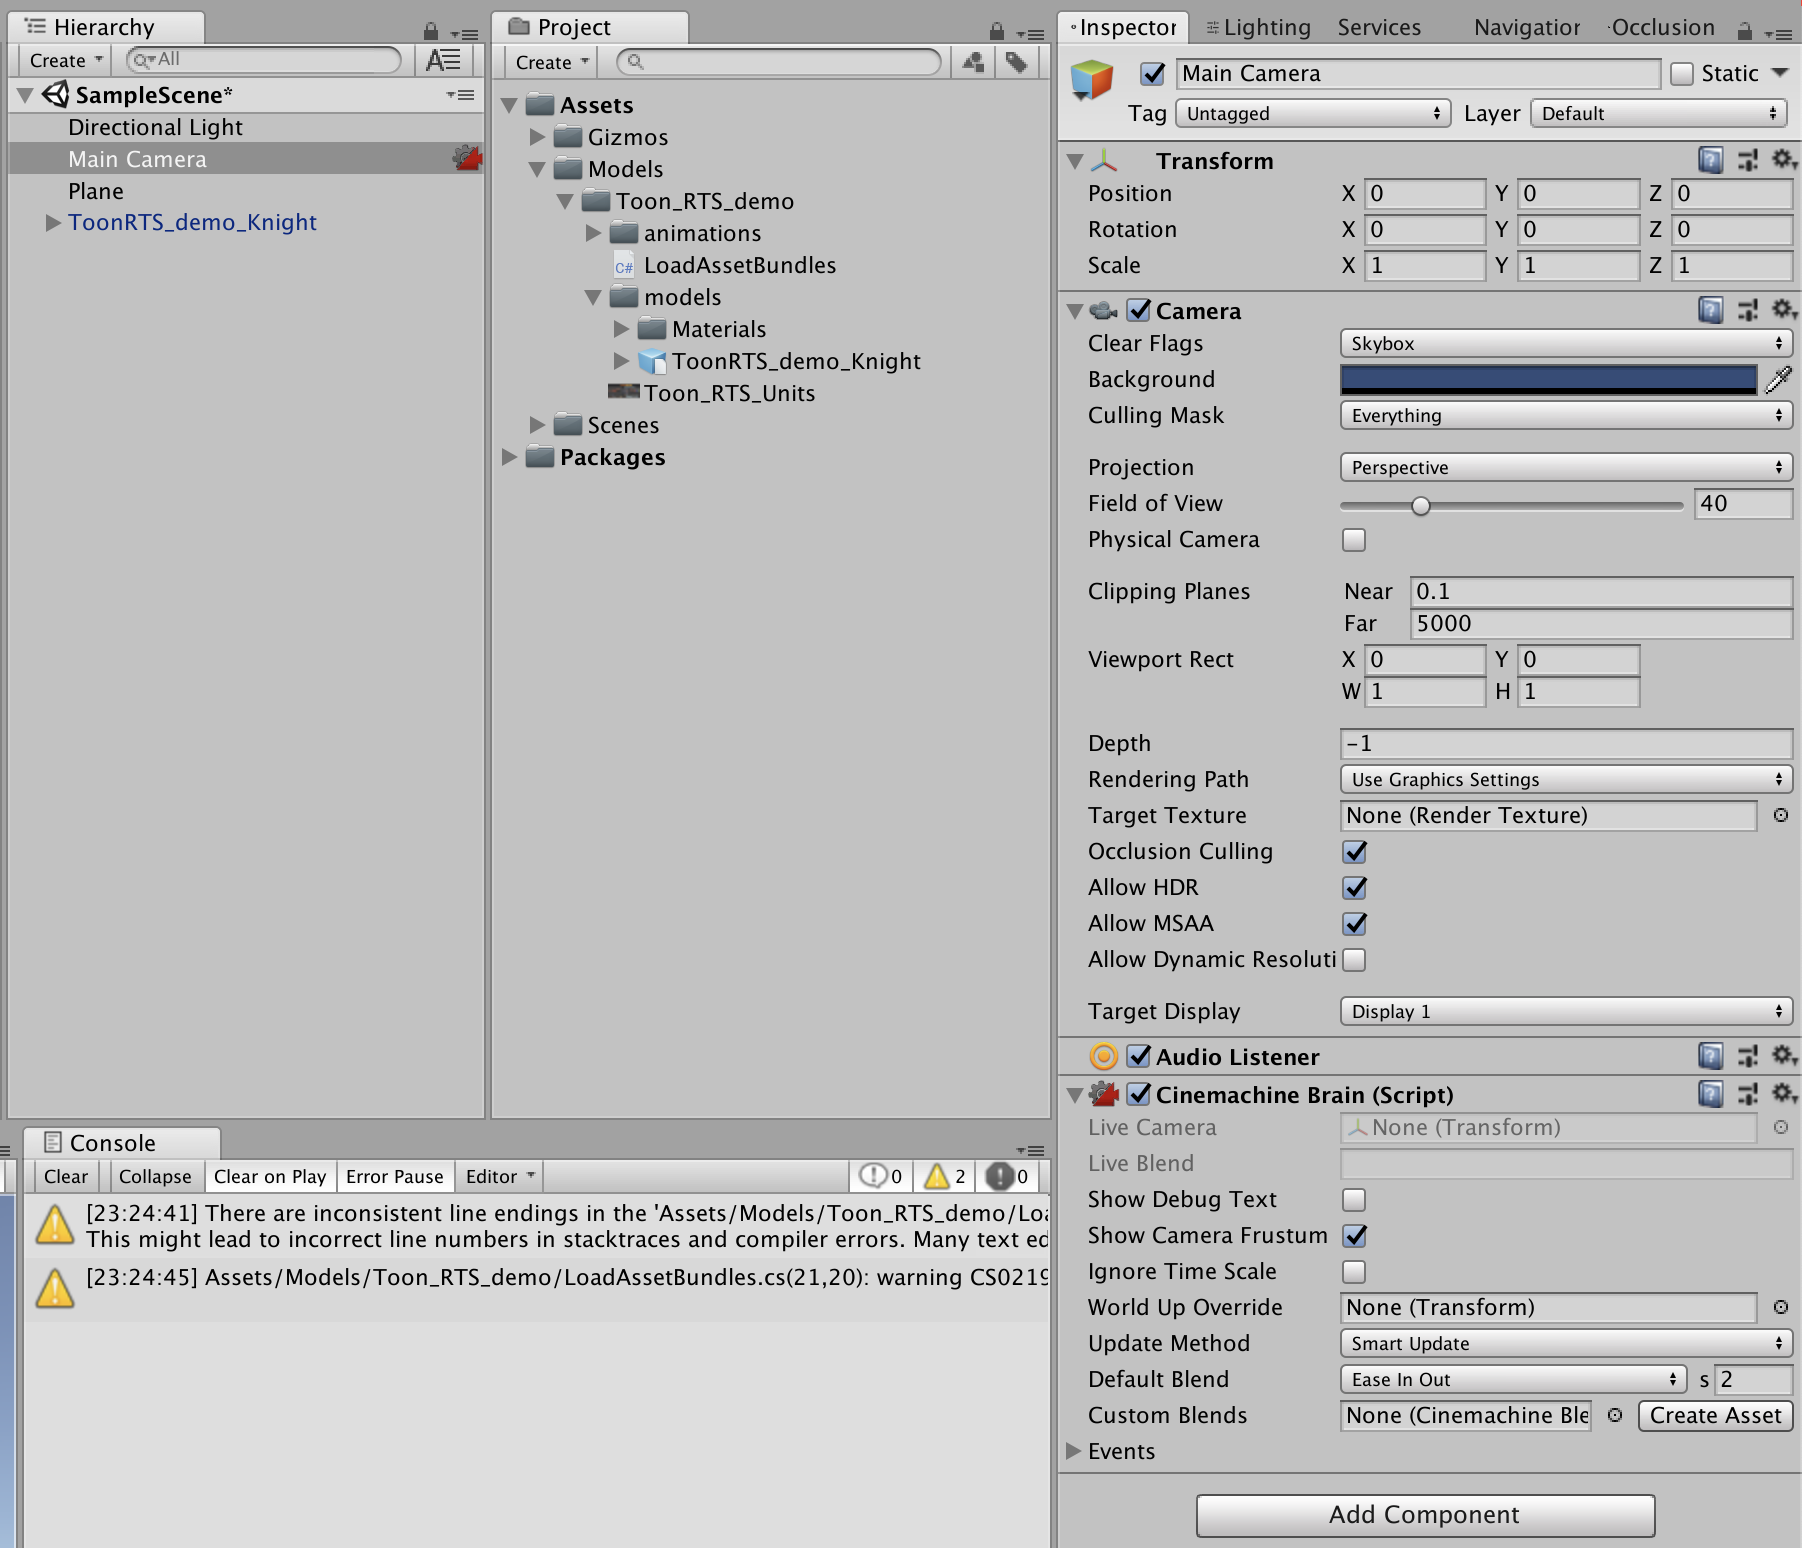 Hierarchy
Create
All
SampleScene*
Directional Light
Main Camera
Plane
ToonRTS_demo_Knight
Project
Create
Assets
Gizmos
Models
Toon_RTS_demo
animations
C# LoadAssetBundles
models
Materials
ToonRTS_demo_Knight
Toon_RTS_Units
Scenes
Packages
Console
Clear Collapse Clear on Play Error Pause Editor 0 2 0
[23:24:41] There are inconsistent line endings in the 'Assets/Models/Toon_RTS_demo/Loa
This might lead to incorrect line numbers in stacktraces and compiler errors. Many text ed
[23:24:45] Assets/Models/Toon_RTS_demo/LoadAssetBundles.cs(21,20): warning CS0219
Inspector Lighting Services Navigation Occlusion
Main Camera Static
Tag Untagged Layer Default
Transform
Position X 0 Y 0 Z 0
Rotation X 0 Y 0 Z 0
Scale X 1 Y 1 Z 1
Camera
Clear Flags Skybox
Background
Culling Mask Everything
Projection Perspective
Field of View 40
Physical Camera
Clipping Planes Near 0.1
Far 5000
Viewport Rect X 0 Y 0
W 1 H 1
Depth -1
Rendering Path Use Graphics Settings
Target Texture None (Render Texture)
Occlusion Culling
Allow HDR
Allow MSAA
Allow Dynamic Resoluti
Target Display Display 1
Audio Listener
Cinemachine Brain (Script)
Live Camera None (Transform)
Live Blend
Show Debug Text
Show Camera Frustum
Ignore Time Scale
World Up Override None (Transform)
Update Method Smart Update
Default Blend Ease In Out s 2
Custom Blends None (Cinemachine Ble Create Asset
Events
Add Component